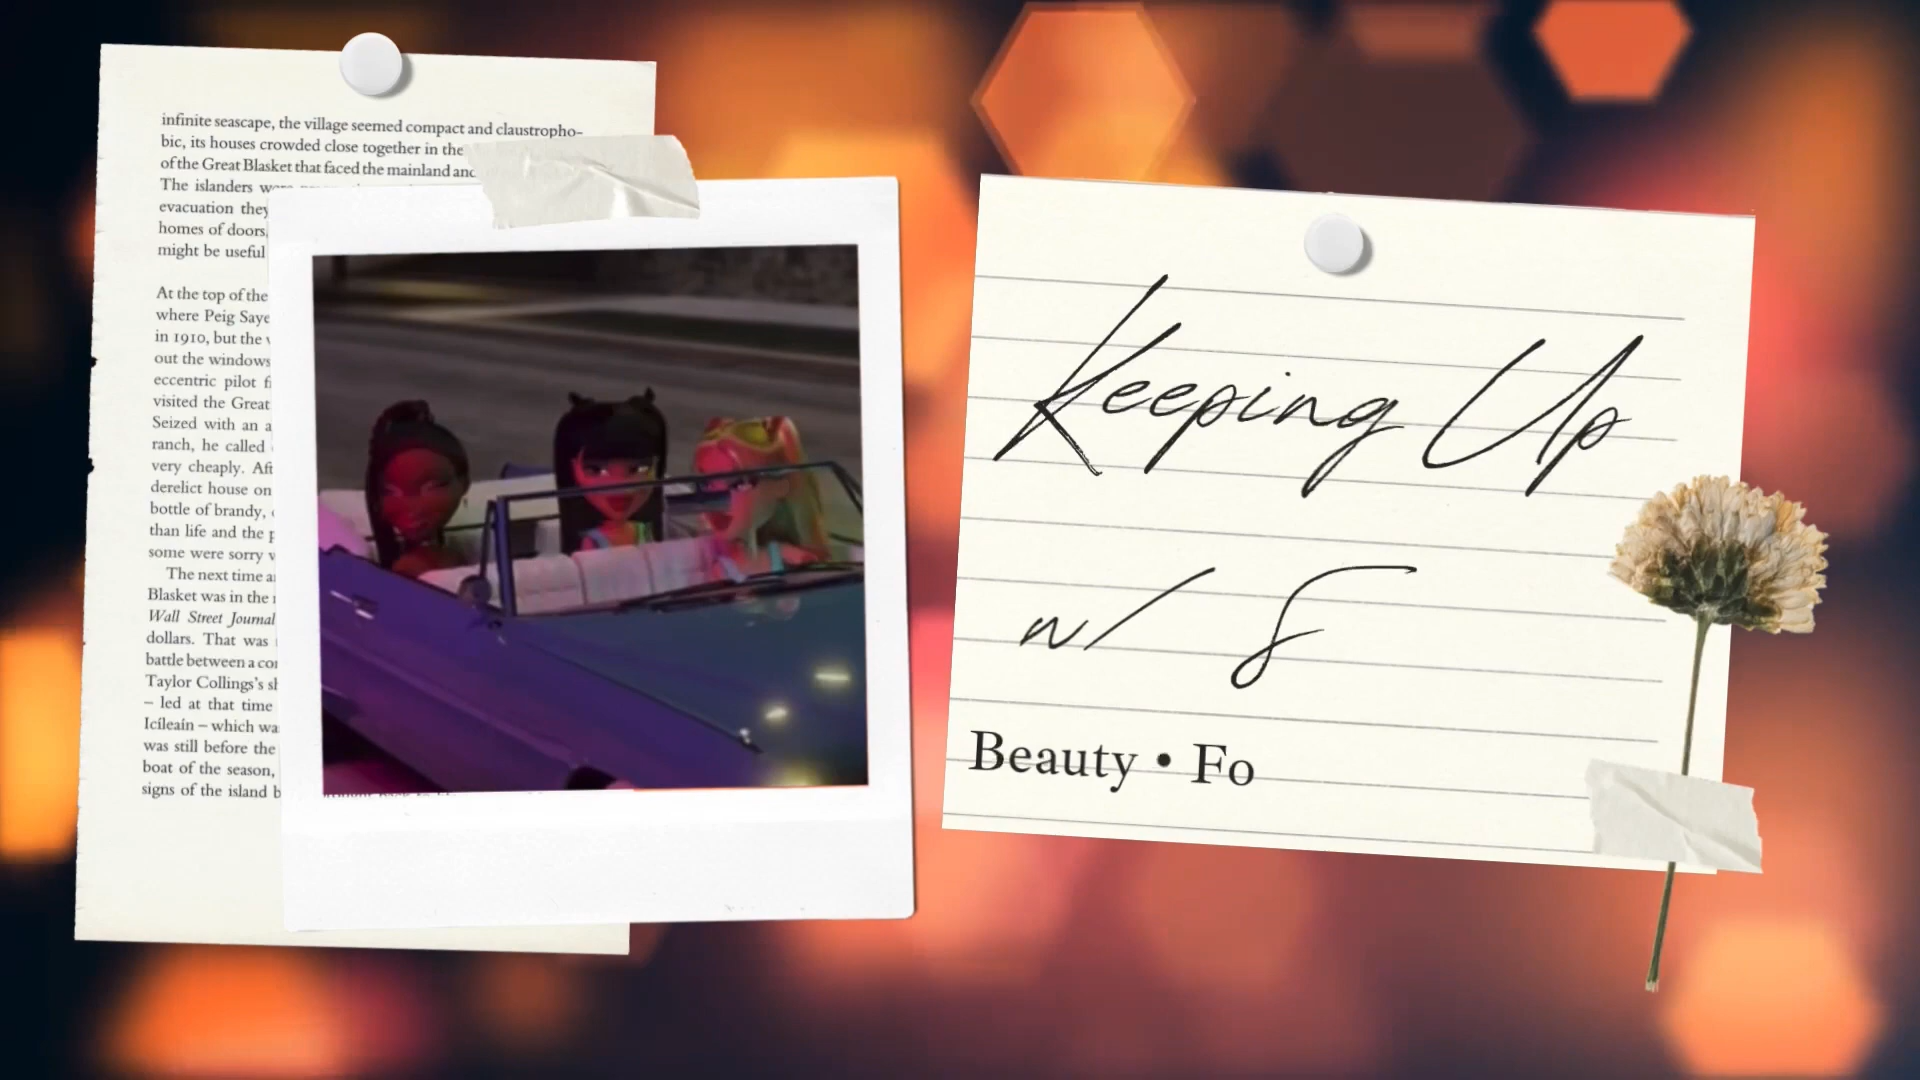 infinite seascape, the village seemed compact and claustropho-
bic, its houses crowded close together in the
of the Great Blasket that faced the mainland and
The islanders
evacuation they
homes of doors,
might be useful
At the top of the
where Peig Saye
in 1910, but the
out the windows
eccentric pilot
visited the Great
Seized with an a
ranch, he called
very cheaply. Aft
derelict house on
bottle of brandy,
than life and the
some were sorry
The next time a
Blasket was in the
Wall Street Journal
dollars. That was
battle between a
Taylor Collings's
– led at that time
Icíleaín – which wa
was still before the
boat of the season,
signs of the island b
Keeping Up
w/ S
Beauty • Fo